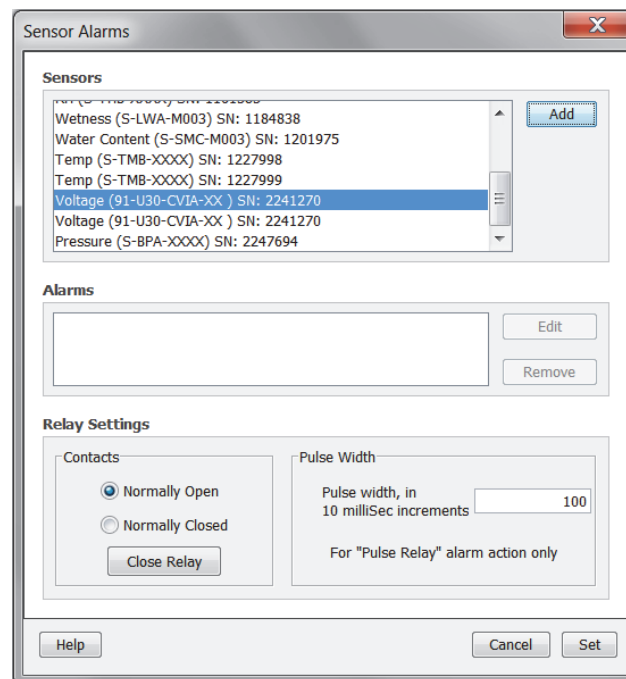 Sensor Alarms
Sensors
Wetness (S-LWA-M003) SN: 1184838
Water Content (S-SMC-M003) SN: 1201975
Temp (S-TMB-XXXX) SN: 1227998
Temp (S-TMB-XXXX) SN: 1227999
Voltage (91-U30-CVIA-XX ) SN: 2241270
Voltage (91-U30-CVIA-XX ) SN: 2241270
Pressure (S-BPA-XXXX) SN: 2247694
Add
Alarms
Edit
Remove
Relay Settings
Contacts
Normally Open
Normally Closed
Close Relay
Pulse Width
Pulse width, in
10 milliSec increments
100
For "Pulse Relay" alarm action only
Help
Cancel
Set